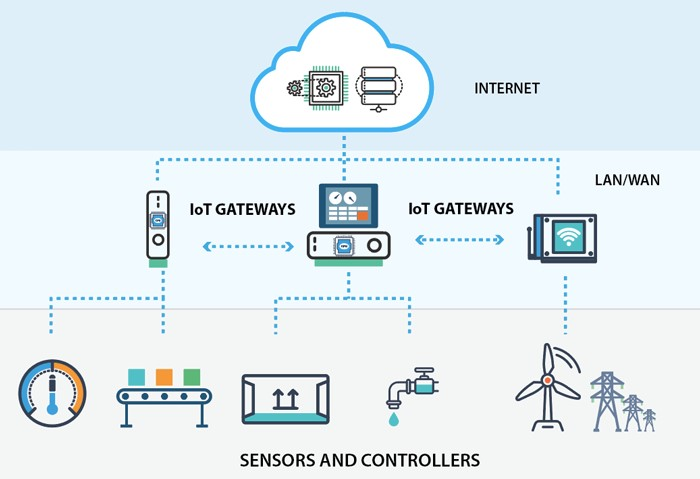 INTERNET
LAN/WAN
IoT GATEWAYS
IoT GATEWAYS
SENSORS AND CONTROLLERS